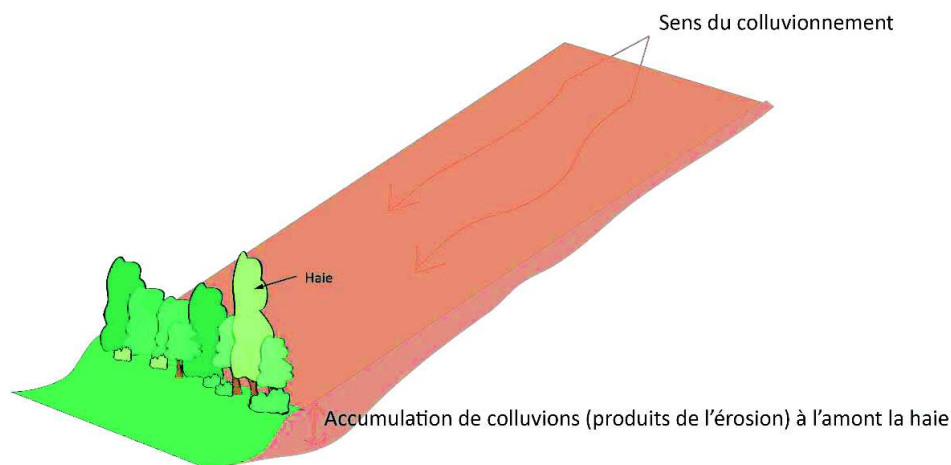 Sens du colluvionnement
Haie
Accumulation de colluvions (produits de l'érosion) à l'amont la haie